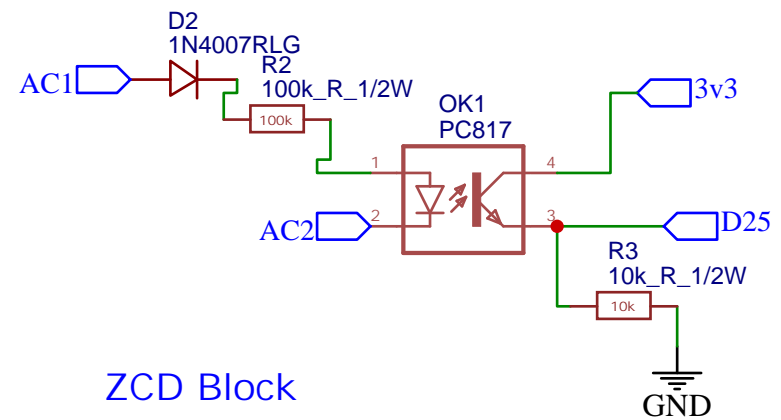 D2
1N4007RLG
AC1
R2
100k_R_1/2W
100k
OK1
PC817
3v3
1
4
AC2
2
3
D25
R3
10k_R_1/2W
10k
ZCD Block
GND